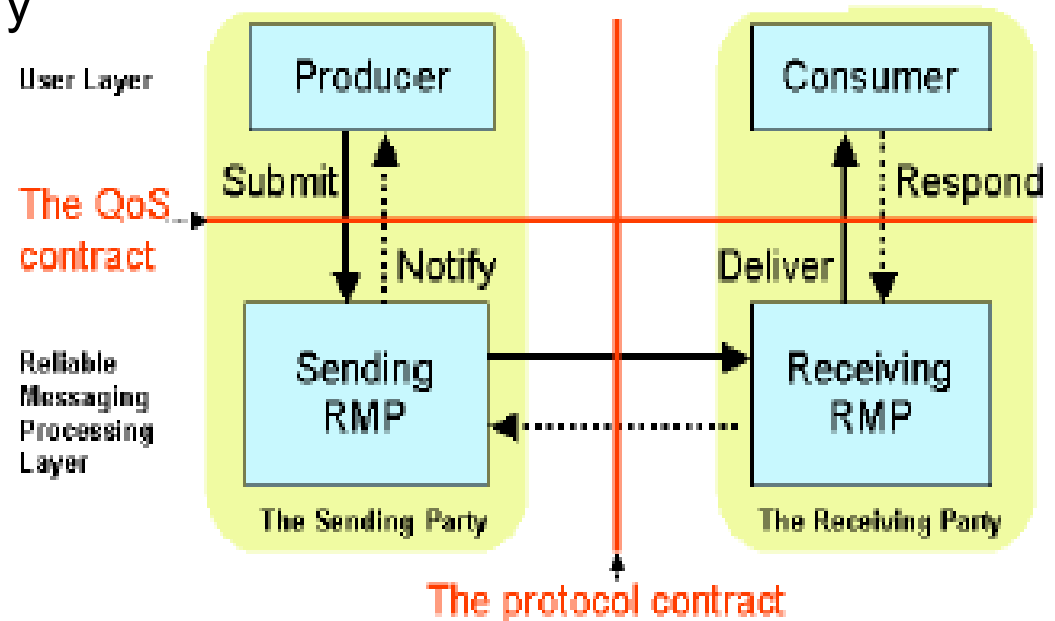 y
User Layer
Producer
Consumer
Submit
Respond
The QoS
contract
Notify
Deliver
Reliable
Messaging
Processing
Layer
Sending
RMP
Receiving
RMP
The Sending Party
The Receiving Party
The protocol contract